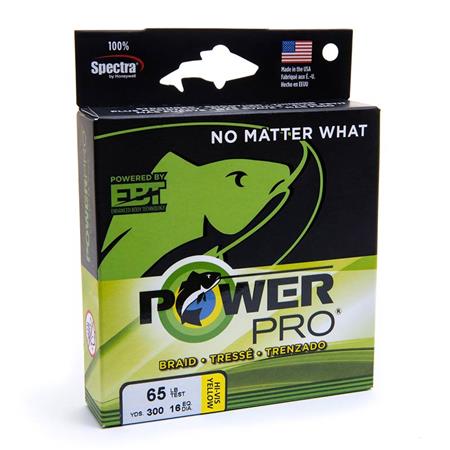 100%
Spectra
by Honeywell
Made in the USA
Fabriqué aux É.-U.
Hecho en EEUU
NO MATTER WHAT
POWERED BY
EBT
ENHANCED BODY TECHNOLOGY
POWER
PRO®
BRAID • TRESSÉ • TRENZADO
65 LB TEST
YDS. 300 16 EQ. DIA.
HI-VIS
YELLOW
POWER PRO